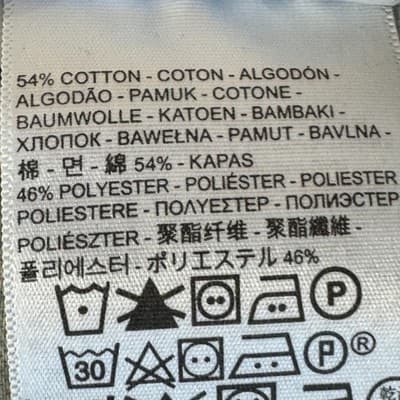 54% COTTON - COTON - ALGODÓN -
ALGODÃO - PAMUK - COTONE -
BAUMWOLLE - KATOEN - BAMBAKI -
ХЛОПОК - BAWEŁNA - PAMUT - BAVLNA -
棉 - 면 - 綿 54% - KAPAS
46% POLYESTER - POLIÉSTER - POLIESTER
POLIESTERE - ΠΟΛΥΕΣΤΕΡ - ПОЛИЭСТЕР
POLIÉSZTER - 聚酯纤维 - 聚酯纖維 -
폴리에스터 - ポリエステル 46%
P
30 P ®